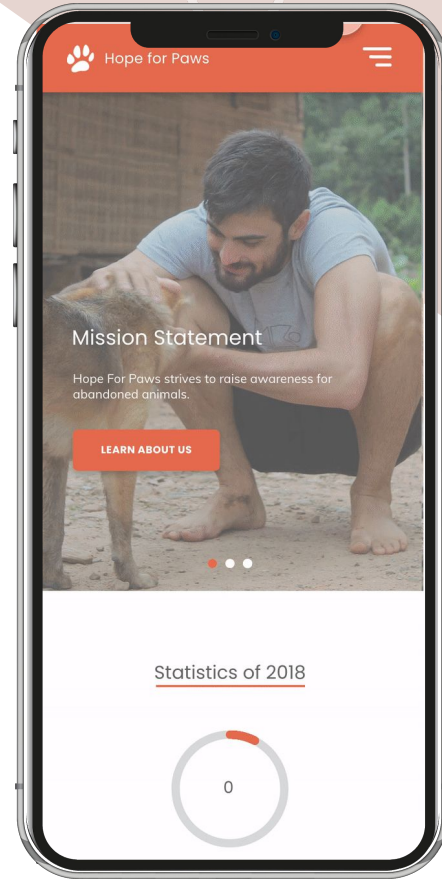 Hope for Paws
Mission Statement
Hope For Paws strives to raise awareness for
abandoned animals.
LEARN ABOUT US
Statistics of 2018
0